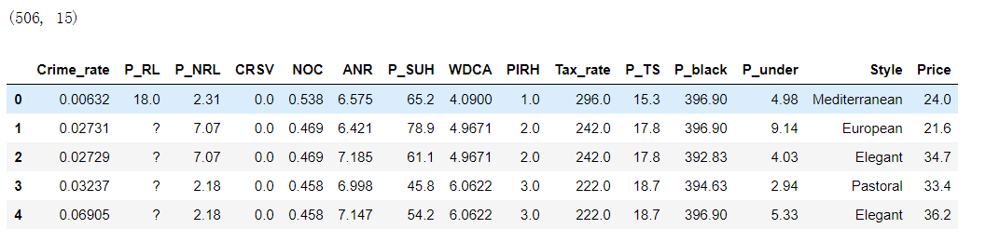 (506, 15)
Crime_rate P_RL P_NRL CRSV NOC ANR P_SUH WDCA PIRH Tax_rate P_TS P_black P_under Style Price
0 0.00632 18.0 2.31 0.0 0.538 6.575 65.2 4.0900 1.0 296.0 15.3 396.90 4.98 Mediterranean 24.0
1 0.02731 ? 7.07 0.0 0.469 6.421 78.9 4.9671 2.0 242.0 17.8 396.90 9.14 European 21.6
2 0.02729 ? 7.07 0.0 0.469 7.185 61.1 4.9671 2.0 242.0 17.8 392.83 4.03 Elegant 34.7
3 0.03237 ? 2.18 0.0 0.458 6.998 45.8 6.0622 3.0 222.0 18.7 394.63 2.94 Pastoral 33.4
4 0.06905 ? 2.18 0.0 0.458 7.147 54.2 6.0622 3.0 222.0 18.7 396.90 5.33 Elegant 36.2